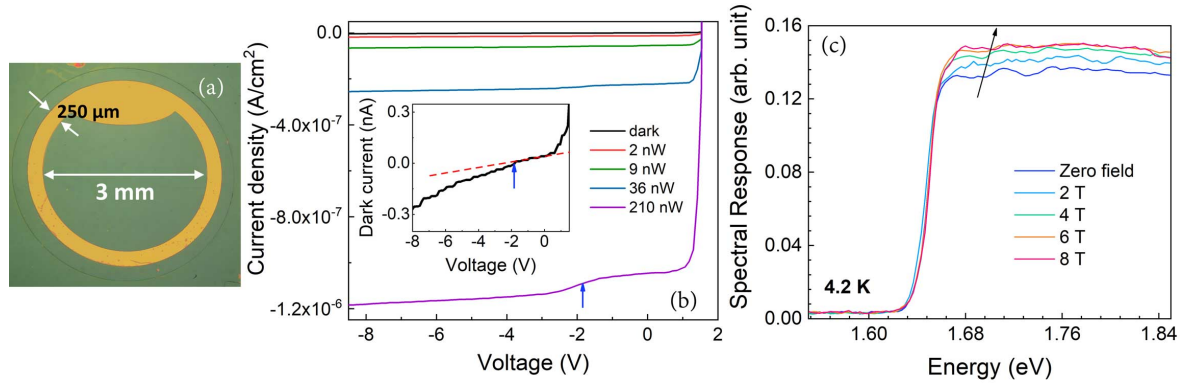 (a)
250 μm
3 mm
Current density (A/cm²)
0.0
-4.0x10⁻⁷
-8.0x10⁻⁷
-1.2x10⁻⁶
-8
-6
-4
-2
0
2
Voltage (V)
(b)
dark
2 nW
9 nW
36 nW
210 nW
Dark current (nA)
0.3
0.0
-0.3
-8
-6
-4
-2
0
Voltage (V)
(c)
Spectral Response (arb. unit)
0.16
0.12
0.08
0.04
0.00
1.60
1.68
1.76
1.84
Energy (eV)
Zero field
2 T
4 T
6 T
8 T
4.2 K